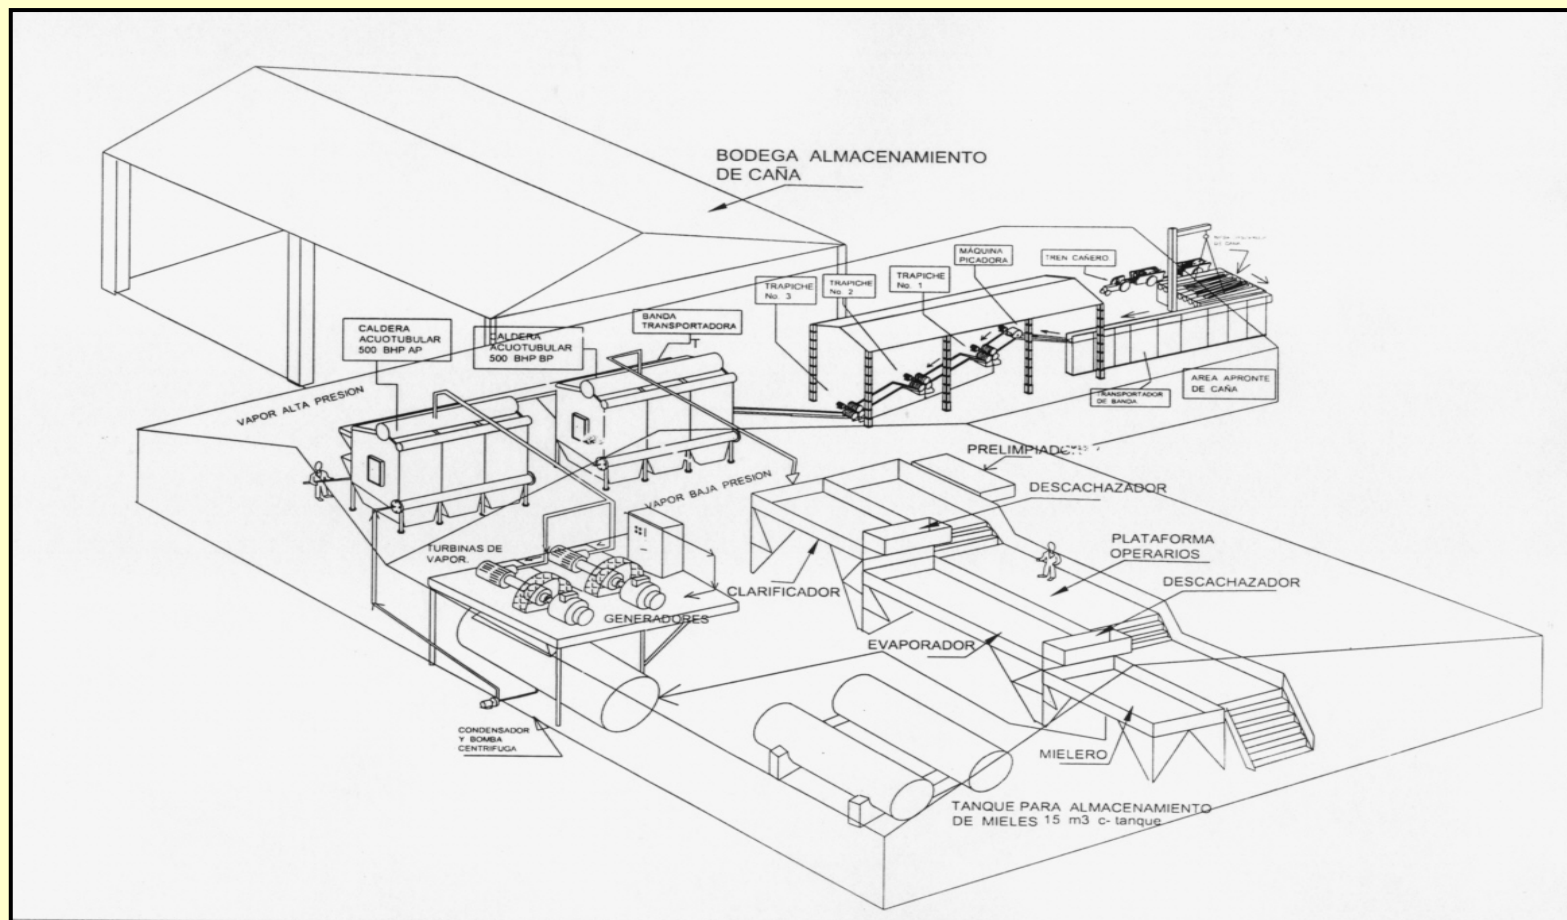 BODEGA ALMACENAMIENTO
DE CAÑA
MÁQUINA
PICADORA
TREN CAÑERO
DE CAÑA
TRAPICHE
No. 3
TRAPICHE
No. 2
TRAPICHE
No. 1
BANDA
TRANSPORTADORA
CALDERA
ACUOTUBULAR
500 BHP AP
CALDERA
ACUOTUBULAR
500 BHP BP
TRANSPORTADOR
DE BANDA
AREA APRONTE
DE CAÑA
VAPOR ALTA PRESION
VAPOR BAJA PRESION
DESCACHAZADOR
TURBINAS DE
VAPOR.
GENERADORES
CLARIFICADOR
PLATAFORMA
OPERARIOS
DESCACHAZADOR
EVAPORADOR
CONDENSADOR
Y BOMBA
CENTRIFUGA
MIELERO
TANQUE PARA ALMACENAMIENTO
DE MIELES 15 m3 c- tanque